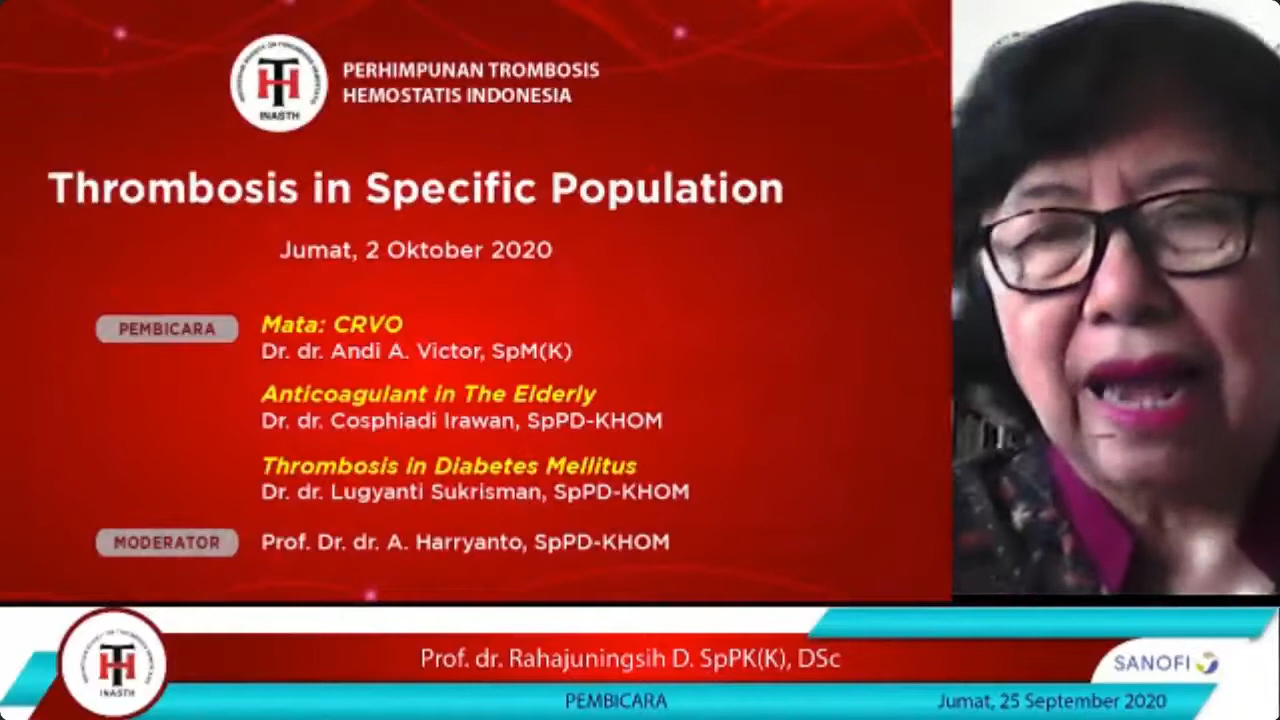 INASTH
PERHIMPUNAN TROMBOSIS
HEMOSTATIS INDONESIA
Thrombosis in Specific Population
Jumat, 2 Oktober 2020
PEMBICARA
Mata: CRVO
Dr. dr. Andi A. Victor, SpM(K)
Anticoagulant in The Elderly
Dr. dr. Cosphiadi Irawan, SpPD-KHOM
Thrombosis in Diabetes Mellitus
Dr. dr. Lugyanti Sukrisman, SpPD-KHOM
MODERATOR
Prof. Dr. dr. A. Harryanto, SpPD-KHOM
INASTH
Prof. dr. Rahajuningsih D. SpPK(K), DSc
SANOFI
PEMBICARA
Jumat, 25 September 2020